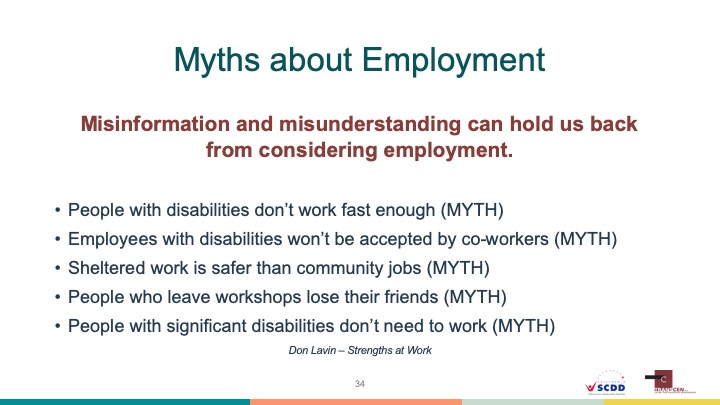 Myths about Employment
Misinformation and misunderstanding can hold us back
from considering employment.
• People with disabilities don’t work fast enough (MYTH)
• Employees with disabilities won’t be accepted by co-workers (MYTH)
• Sheltered work is safer than community jobs (MYTH)
• People who leave workshops lose their friends (MYTH)
• People with significant disabilities don’t need to work (MYTH)
Don Lavin – Strengths at Work
34
SCDD